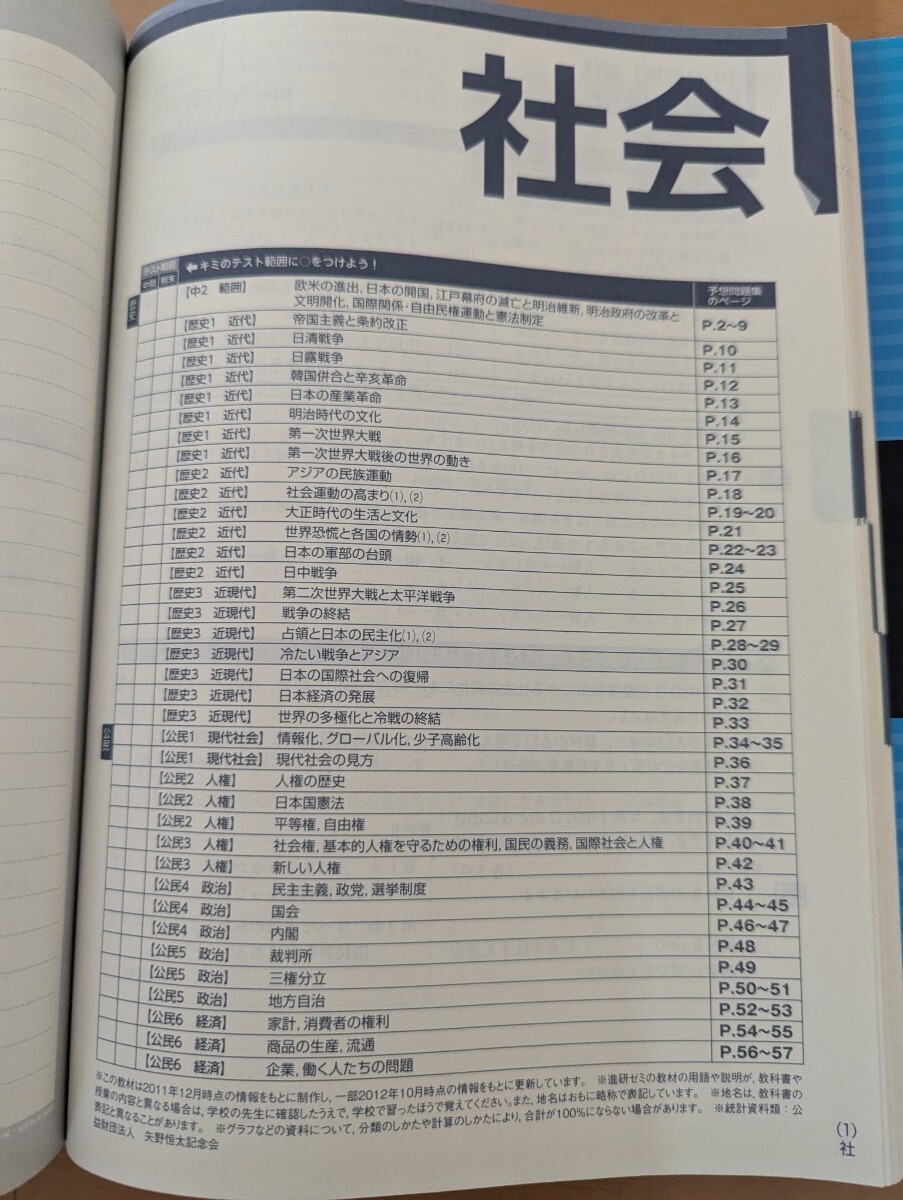 社会
テスト範囲
中間 期末
←キミのテスト範囲に○をつけよう！
予想問題集
のページ
歴史
【中2 範囲】 欧米の進出, 日本の開国, 江戸幕府の滅亡と明治維新, 明治政府の改革と
文明開化, 国際関係・自由民権運動と憲法制定 P.2〜9
【歴史1 近代】 帝国主義と条約改正 P.10
【歴史1 近代】 日清戦争 P.11
【歴史1 近代】 日露戦争 P.12
【歴史1 近代】 韓国併合と辛亥革命 P.13
【歴史1 近代】 日本の産業革命 P.14
【歴史1 近代】 明治時代の文化 P.15
【歴史1 近代】 第一次世界大戦 P.16
【歴史1 近代】 第一次世界大戦後の世界の動き P.17
【歴史2 近代】 アジアの民族運動 P.18
【歴史2 近代】 社会運動の高まり(1),(2) P.19〜20
【歴史2 近代】 大正時代の生活と文化 P.21
【歴史2 近代】 世界恐慌と各国の情勢(1),(2) P.22〜23
【歴史2 近代】 日本の軍部の台頭 P.24
【歴史2 近代】 日中戦争 P.25
【歴史3 近現代】 第二次世界大戦と太平洋戦争 P.26
【歴史3 近現代】 戦争の終結 P.27
【歴史3 近現代】 占領と日本の民主化(1),(2) P.28〜29
【歴史3 近現代】 冷たい戦争とアジア P.30
【歴史3 近現代】 日本の国際社会への復帰 P.31
【歴史3 近現代】 日本経済の発展 P.32
【歴史3 近現代】 世界の多極化と冷戦の終結 P.33
公民
【公民1 現代社会】 情報化, グローバル化, 少子高齢化 P.34〜35
【公民1 現代社会】 現代社会の見方 P.36
【公民2 人権】 人権の歴史 P.37
【公民2 人権】 日本国憲法 P.38
【公民2 人権】 平等権, 自由権 P.39
【公民3 人権】 社会権, 基本的人権を守るための権利, 国民の義務, 国際社会と人権 P.40〜41
【公民3 人権】 新しい人権 P.42
【公民4 政治】 民主主義, 政党, 選挙制度 P.43
【公民4 政治】 国会 P.44〜45
【公民4 政治】 内閣 P.46〜47
【公民5 政治】 裁判所 P.48
【公民5 政治】 三権分立 P.49
【公民5 政治】 地方自治 P.50〜51
【公民6 経済】 家計, 消費者の権利 P.52〜53
【公民6 経済】 商品の生産, 流通 P.54〜55
【公民6 経済】 企業, 働く人たちの問題 P.56〜57
※この教材は2011年12月時点の情報をもとに制作し, 一部2012年10月時点の情報をもとに更新しています。 ※進研ゼミの教材の用語や説明が, 教科書や
授業の内容と異なる場合は, 学校の先生に確認したうえで, 学校で習ったほうで覚えてください。また, 地名はおもに略称で表記しています。 ※地名は, 教科書の
表記と異なることがあります。 ※グラフなどの資料について, 分類のしかたや計算のしかたにより, 合計が100％にならない場合があります。 ※統計資料類：公
益財団法人 矢野恒太記念会
(1)
社